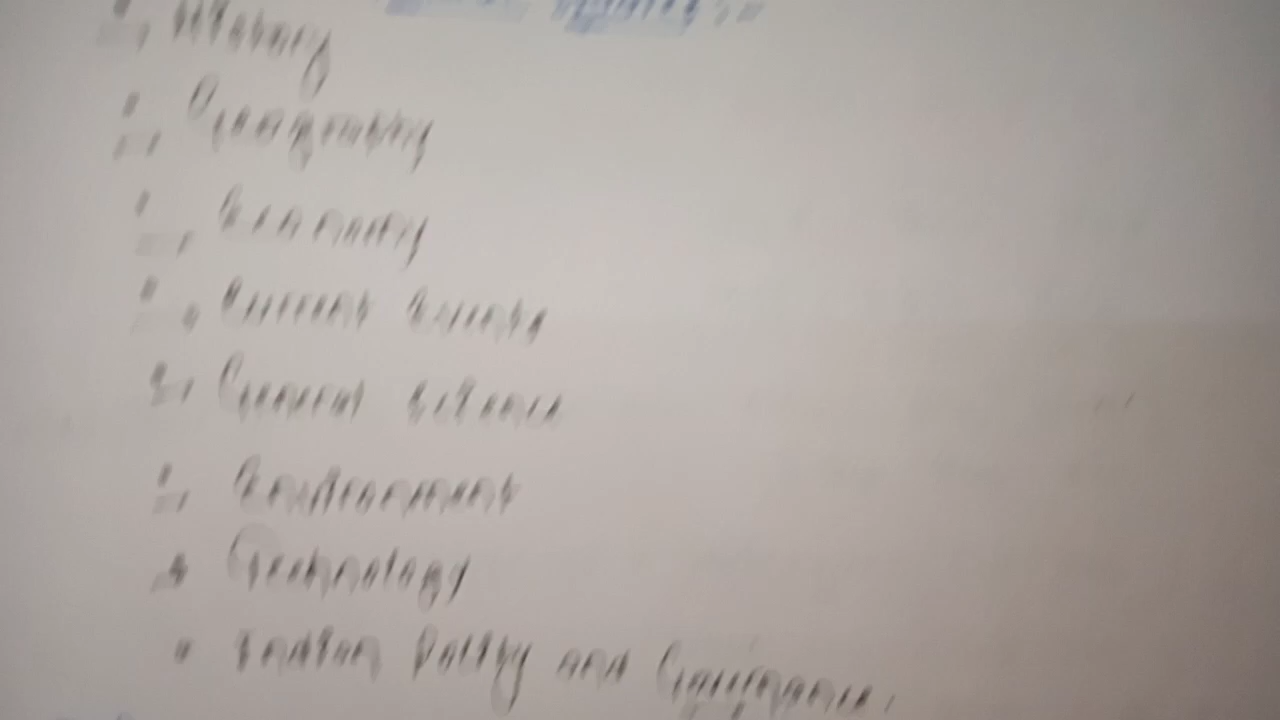 History
Geography
Economy
Current Events
General Science
Environment
Technology
Indian Polity and Governance.